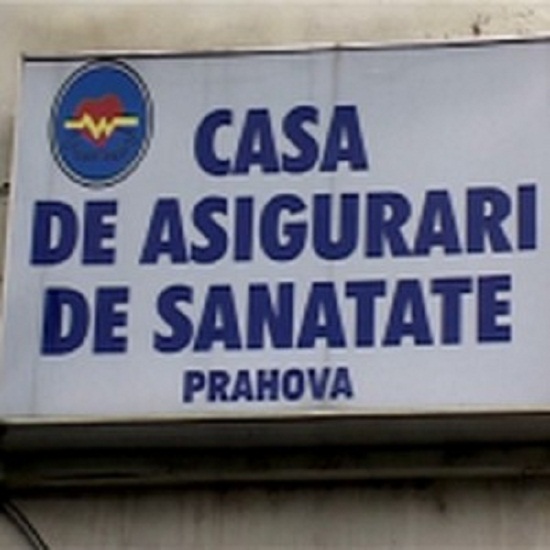 CASA
DE ASIGURARI
DE SANATATE
PRAHOVA